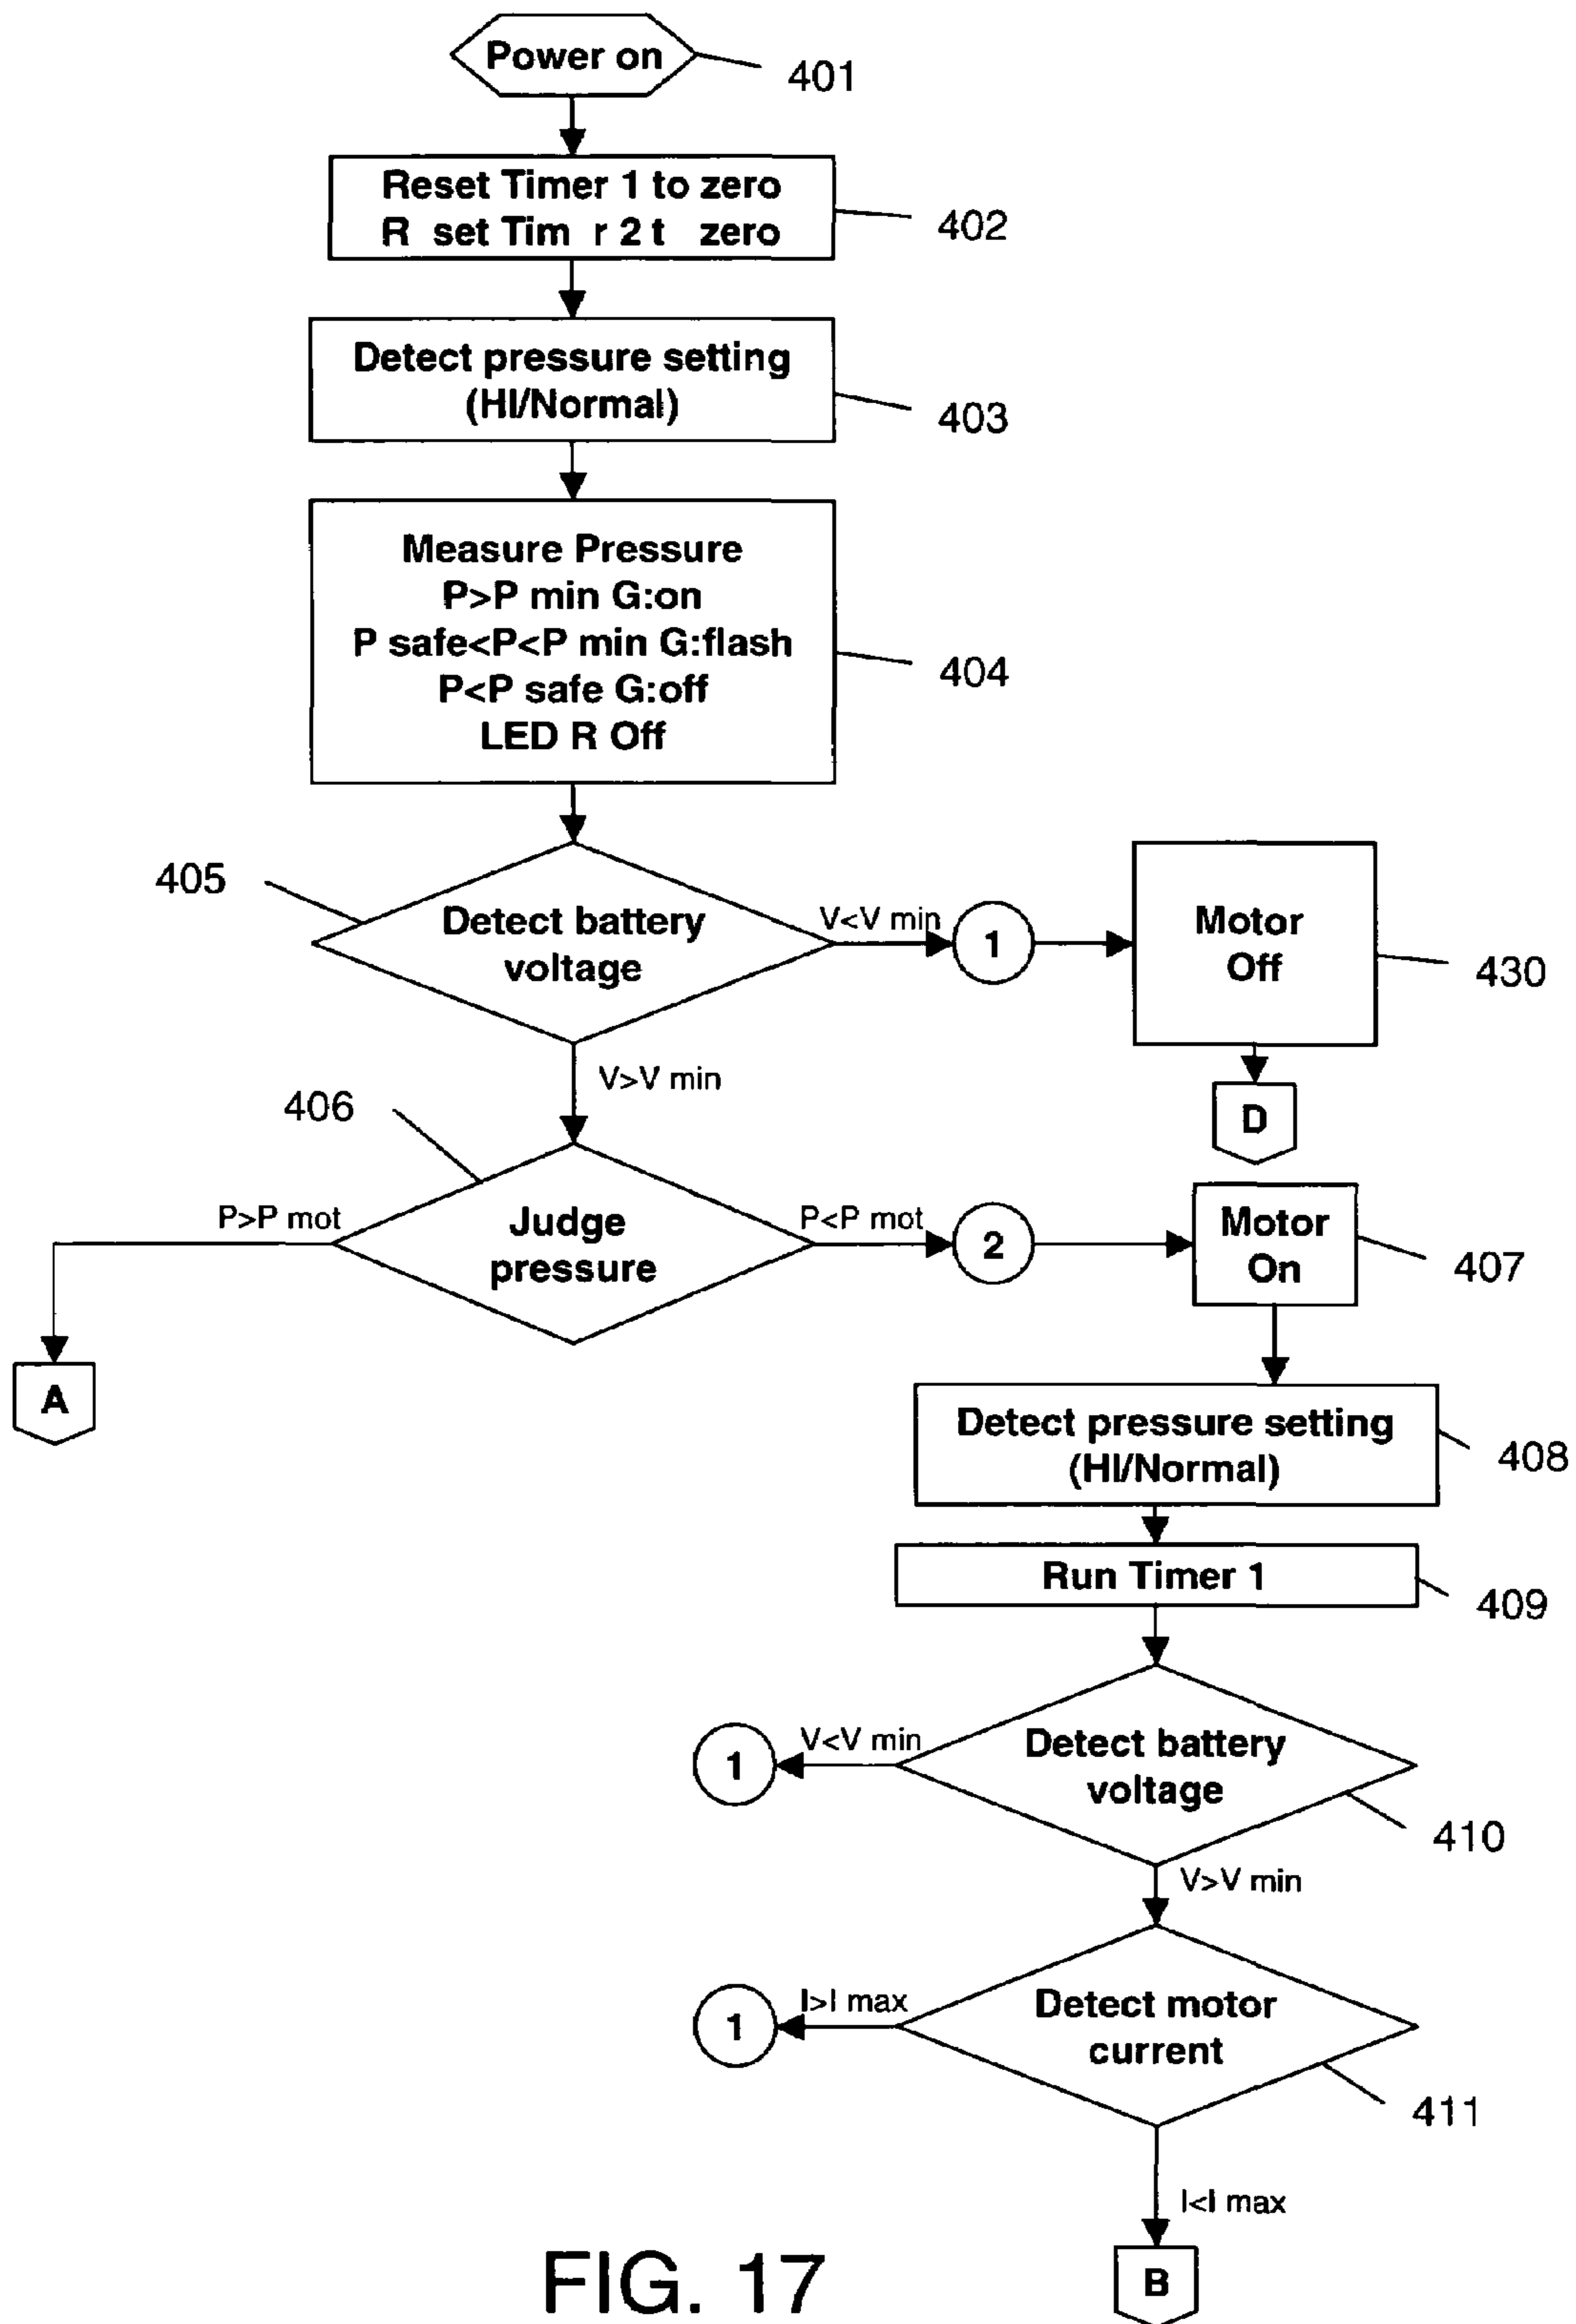 Power on
401
Reset Timer 1 to zero
R set Tim r 2 t zero
402
Detect pressure setting
(HI/Normal)
403
Measure Pressure
P>P min G:on
P safe<P<P min G:flash
P<P safe G:off
LED R Off
404
405
Detect battery
voltage
V<V min
1
Motor
Off
430
D
V>V min
406
P>P mot
Judge
pressure
P<P mot
2
Motor
On
407
A
Detect pressure setting
(HI/Normal)
408
Run Timer 1
409
V<V min
1
Detect battery
voltage
410
V>V min
I>I max
1
Detect motor
current
411
I<I max
B
FIG. 17